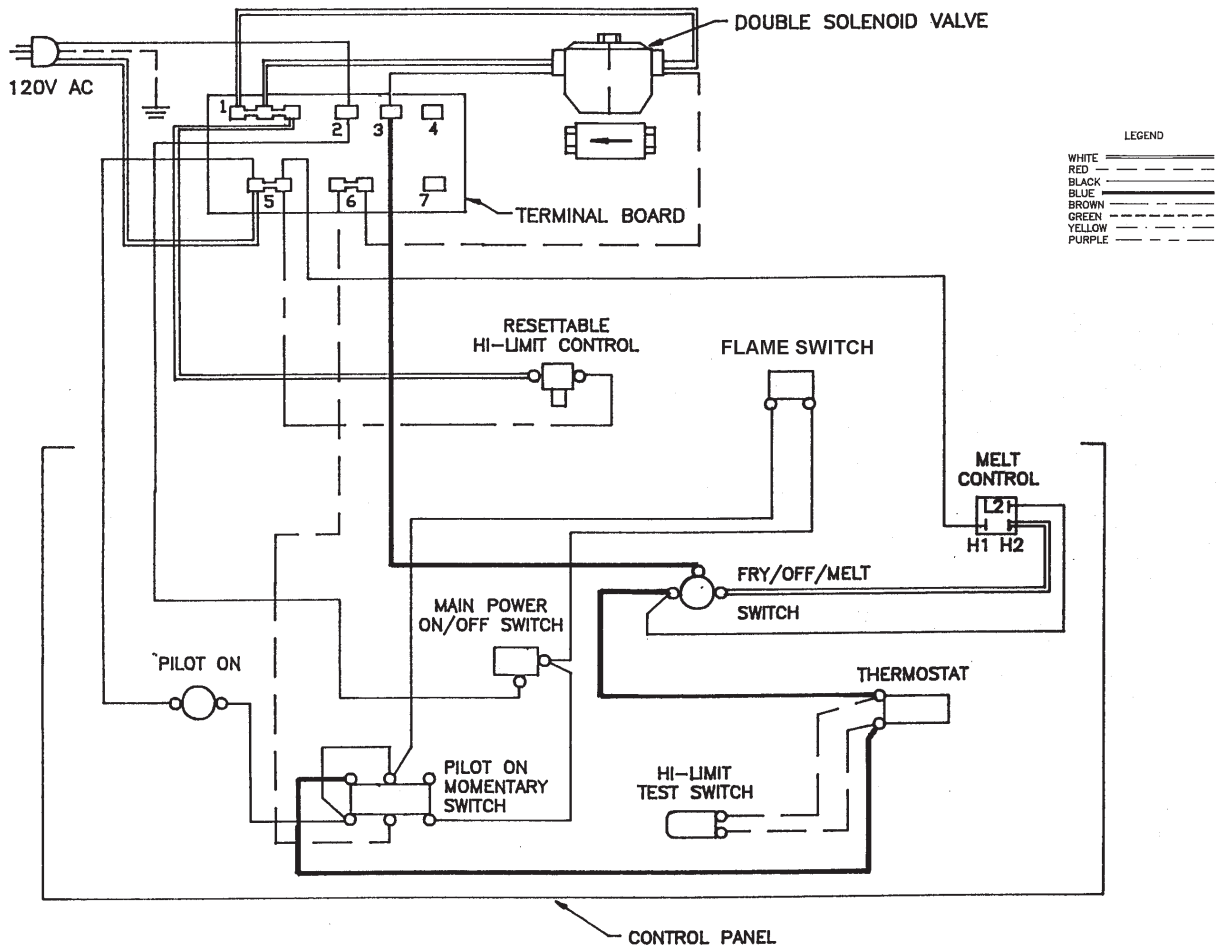 DOUBLE SOLENOID VALVE
120V AC
1
2
3
4
5
6
7
TERMINAL BOARD
LEGEND
WHITE
RED
BLACK
BLUE
BROWN
GREEN
YELLOW
PURPLE
RESETTABLE
HI-LIMIT CONTROL
FLAME SWITCH
MELT
CONTROL
L2
H1 H2
FRY/OFF/MELT
SWITCH
MAIN POWER
ON/OFF SWITCH
PILOT ON
THERMOSTAT
PILOT ON
MOMENTARY
SWITCH
HI-LIMIT
TEST SWITCH
CONTROL PANEL